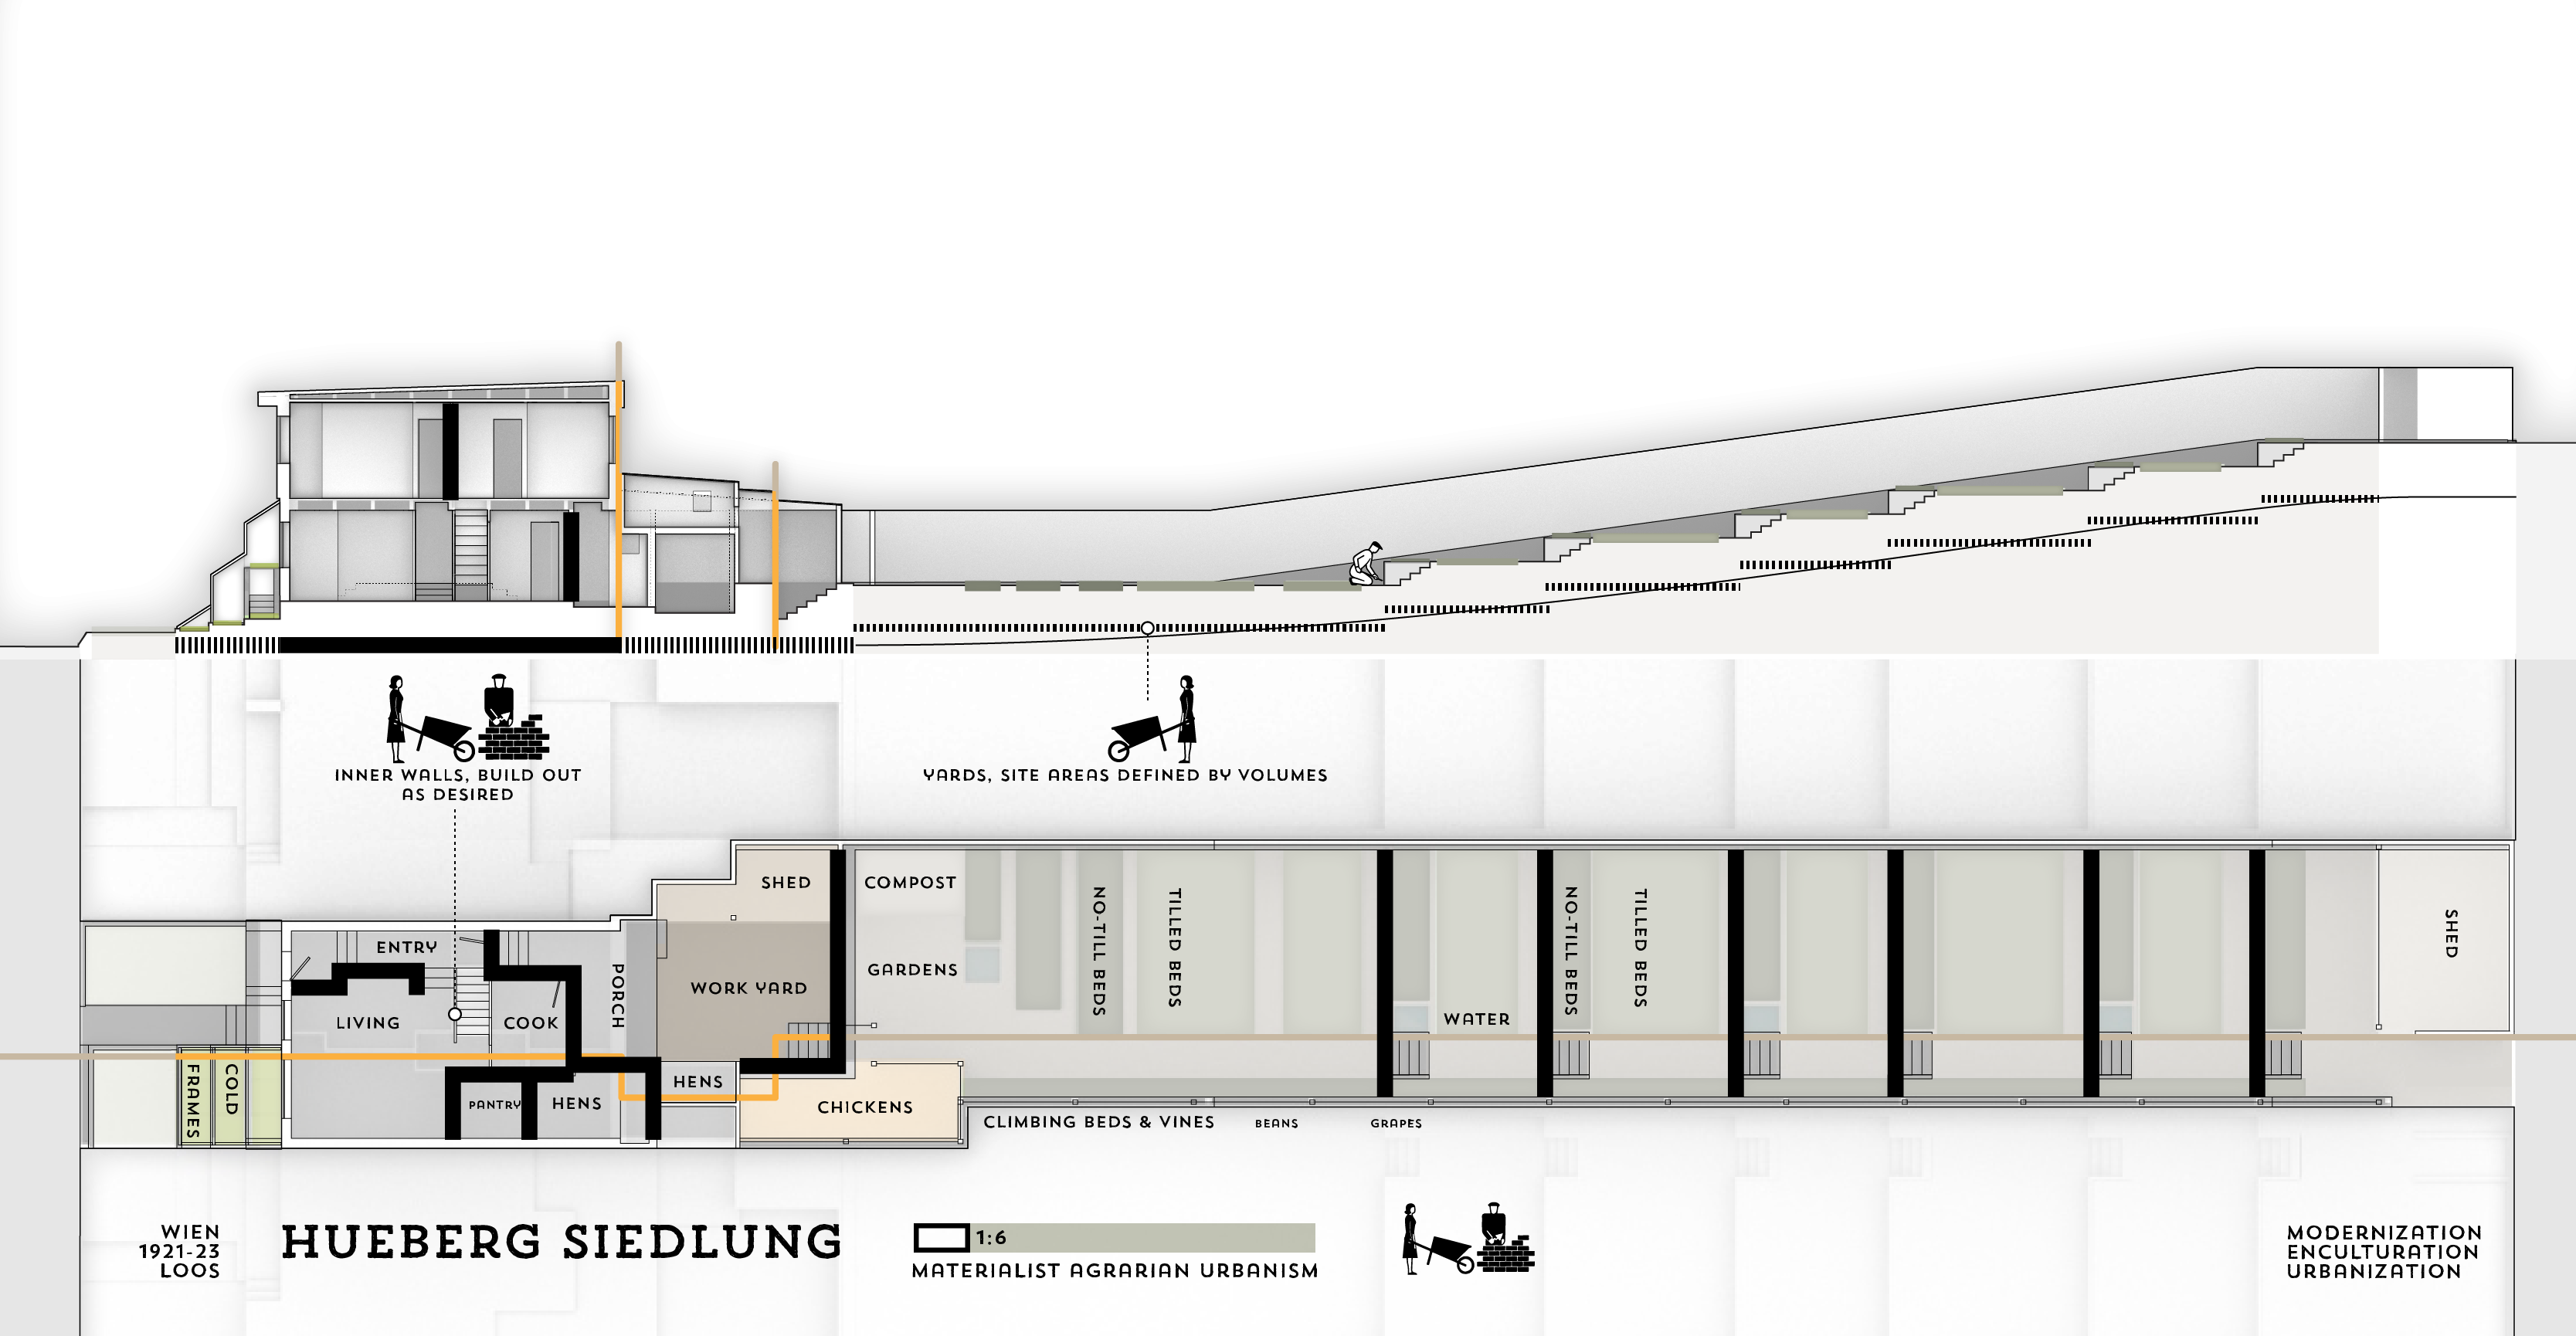 INNER WALLS, BUILD OUT
AS DESIRED
YARDS, SITE AREAS DEFINED BY VOLUMES
SHED
COMPOST
NO-TILL BEDS
TILLED BEDS
NO-TILL BEDS
TILLED BEDS
SHED
ENTRY
PORCH
WORK YARD
GARDENS
LIVING
COOK
WATER
FRAMES
COLD
PANTRY
HENS
HENS
CHICKENS
CLIMBING BEDS & VINES
BEANS
GRAPES
WIEN
1921-23
LOOS
HUEBERG SIEDLUNG
1:6
MATERIALIST AGRARIAN URBANISM
MODERNIZATION
ENCULTURATION
URBANIZATION